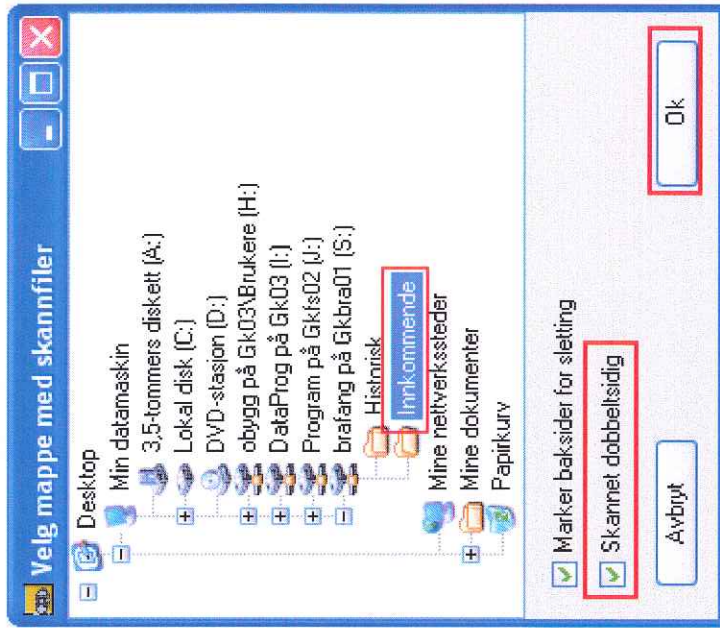 Velg mappe med skannfiler
Desktop
Min datamaskin
3,5-tommers diskett (A:)
Lokal disk (C:)
DVD-stasjon (D:)
obygg på Gk03\Brukere (H:)
DataProg på Gk03 (I:)
Program på Gkfs02 (J:)
brafang på Gkbra01 (S:)
Historisk
Innkommende
Mine nettverkssteder
Mine dokumenter
Papirkurv
Marker baksider for sletting
Skannet dobbeltsidig
Avbryt
Ok